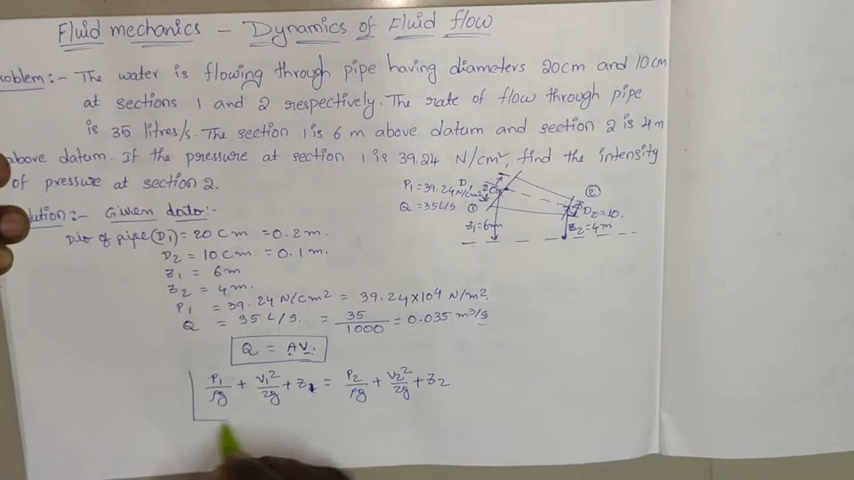 Fluid mechanics - Dynamics of Fluid flow
roblem:- The water is flowing through pipe having diameters 20cm and 10cm
at sections 1 and 2 respectively. The rate of flow through pipe
is 35 litres/s. The section 1 is 6 m above datum and section 2 is 4m
above datum. If the pressure at section 1 is 39.24 N/cm², find the intensity
of pressure at section 2.
P1 = 39.24 N/cm²
Q = 35 L/s
D1 20
①
z1 = 6m
②
D2 = 10.
z2 = 4m
lution:- Given data:-
Dia of pipe (D1) = 20 cm = 0.2 m.
D2 = 10 cm = 0.1 m.
z1 = 6 m
z2 = 4 m.
P1 = 39.24 N/cm² = 39.24 × 10⁴ N/m².
Q = 35 L/s. = 35/1000 = 0.035 m³/s
Q = AV.
P1/ρg + V1²/2g + z1 = P2/ρg + V2²/2g + z2